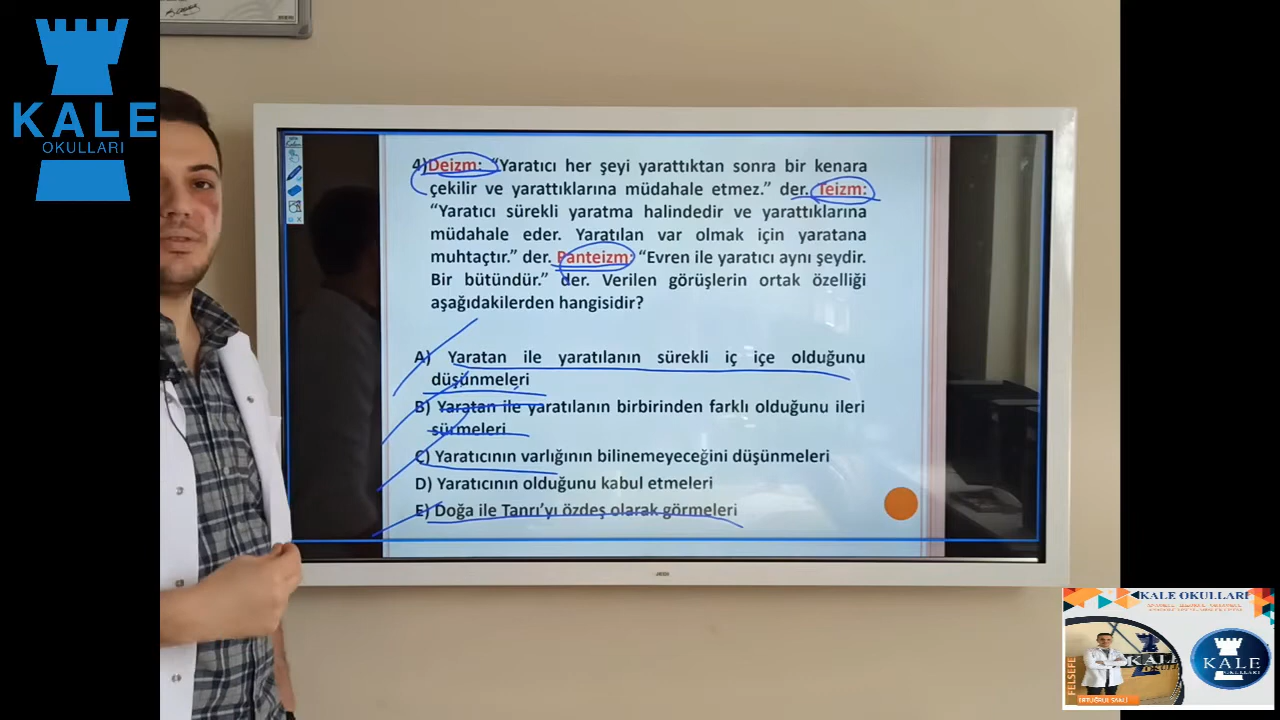 KALE
OKULLARI
4)Deizm: “Yaratıcı her şeyi yarattıktan sonra bir kenara
çekilir ve yarattıklarına müdahale etmez.” der. Teizm:
“Yaratıcı sürekli yaratma halindedir ve yarattıklarına
müdahale eder. Yaratılan var olmak için yaratana
muhtaçtır.” der. Panteizm: “Evren ile yaratıcı aynı şeydir.
Bir bütündür.” der. Verilen görüşlerin ortak özelliği
aşağıdakilerden hangisidir?
A) Yaratan ile yaratılanın sürekli iç içe olduğunu
düşünmeleri
B) Yaratan ile yaratılanın birbirinden farklı olduğunu ileri
sürmeleri
C) Yaratıcının varlığının bilinemeyeceğini düşünmeleri
D) Yaratıcının olduğunu kabul etmeleri
E) Doğa ile Tanrı’yı özdeş olarak görmeleri
KALE OKULLARI
KALE
OKULLARI
FELSEFE